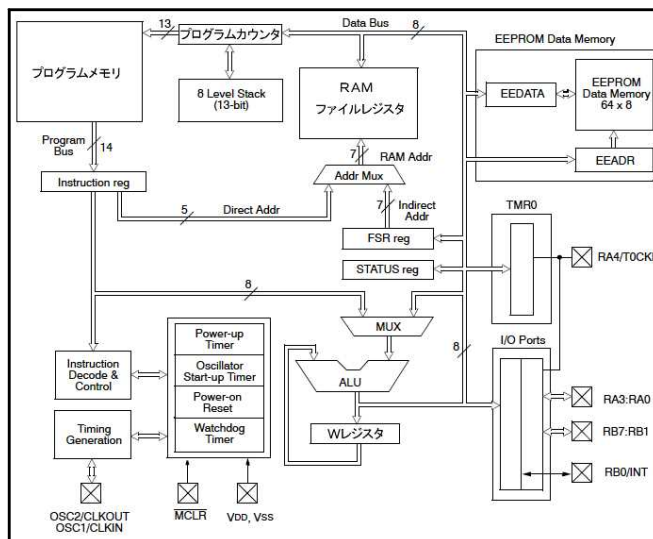 13
プログラムカウンタ
Data Bus
8
EEPROM Data Memory
プログラムメモリ
8 Level Stack
(13-bit)
RAM
ファイルレジスタ
EEDATA
EEPROM
Data Memory
64 x 8
EEADR
Program
Bus
14
7
RAM Addr
Addr Mux
Instruction reg
5
Direct Addr
7
Indirect
Addr
FSR reg
STATUS reg
TMR0
RA4/T0CKI
8
MUX
8
I/O Ports
Power-up
Timer
Oscillator
Start-up Timer
Power-on
Reset
Watchdog
Timer
Instruction
Decode &
Control
Timing
Generation
ALU
Wレジスタ
RA3:RA0
RB7:RB1
RB0/INT
OSC2/CLKOUT
OSC1/CLKIN
MCLR
VDD, VSS